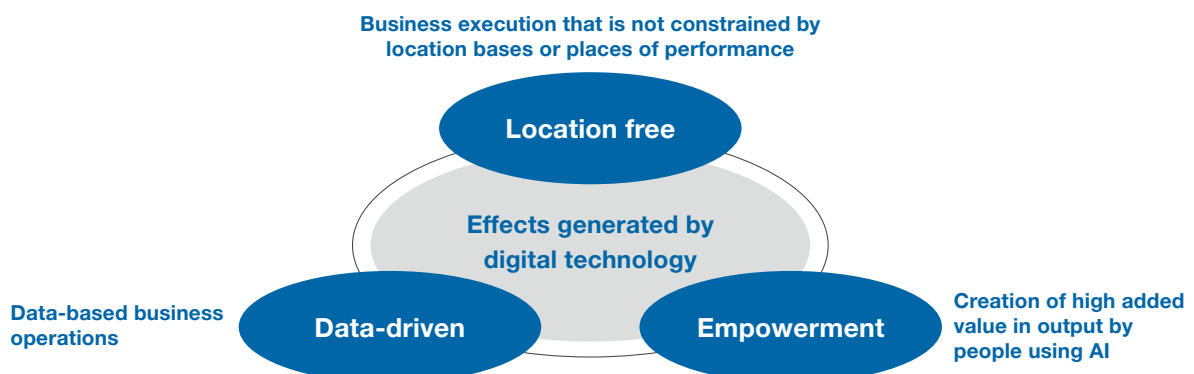 Business execution that is not constrained by
location bases or places of performance
Location free
Effects generated by
digital technology
Data-based business
operations
Data-driven
Empowerment
Creation of high added
value in output by
people using AI